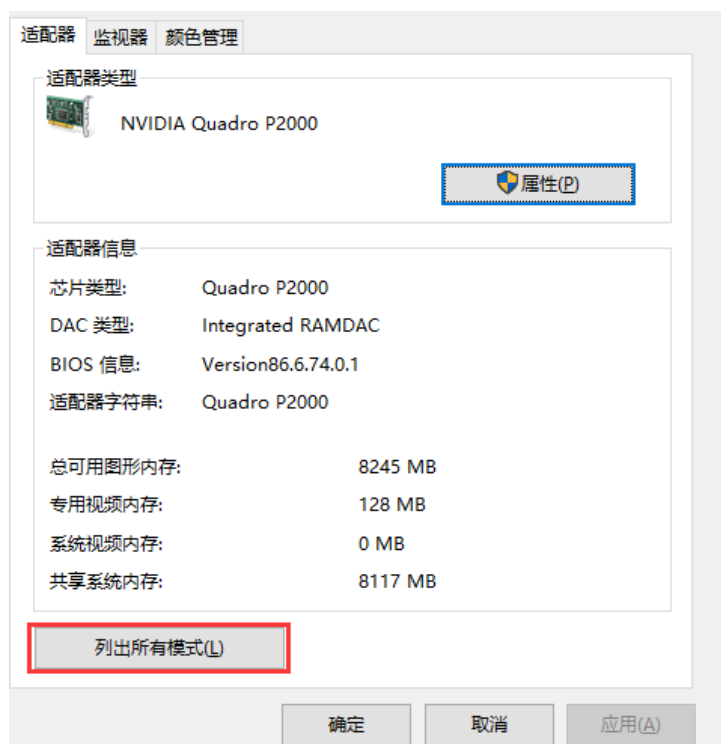 适配器 监视器 颜色管理
适配器类型
NVIDIA Quadro P2000
属性(P)
适配器信息
芯片类型: Quadro P2000
DAC 类型: Integrated RAMDAC
BIOS 信息: Version86.6.74.0.1
适配器字符串: Quadro P2000
总可用图形内存: 8245 MB
专用视频内存: 128 MB
系统视频内存: 0 MB
共享系统内存: 8117 MB
列出所有模式(L)
确定 取消 应用(A)